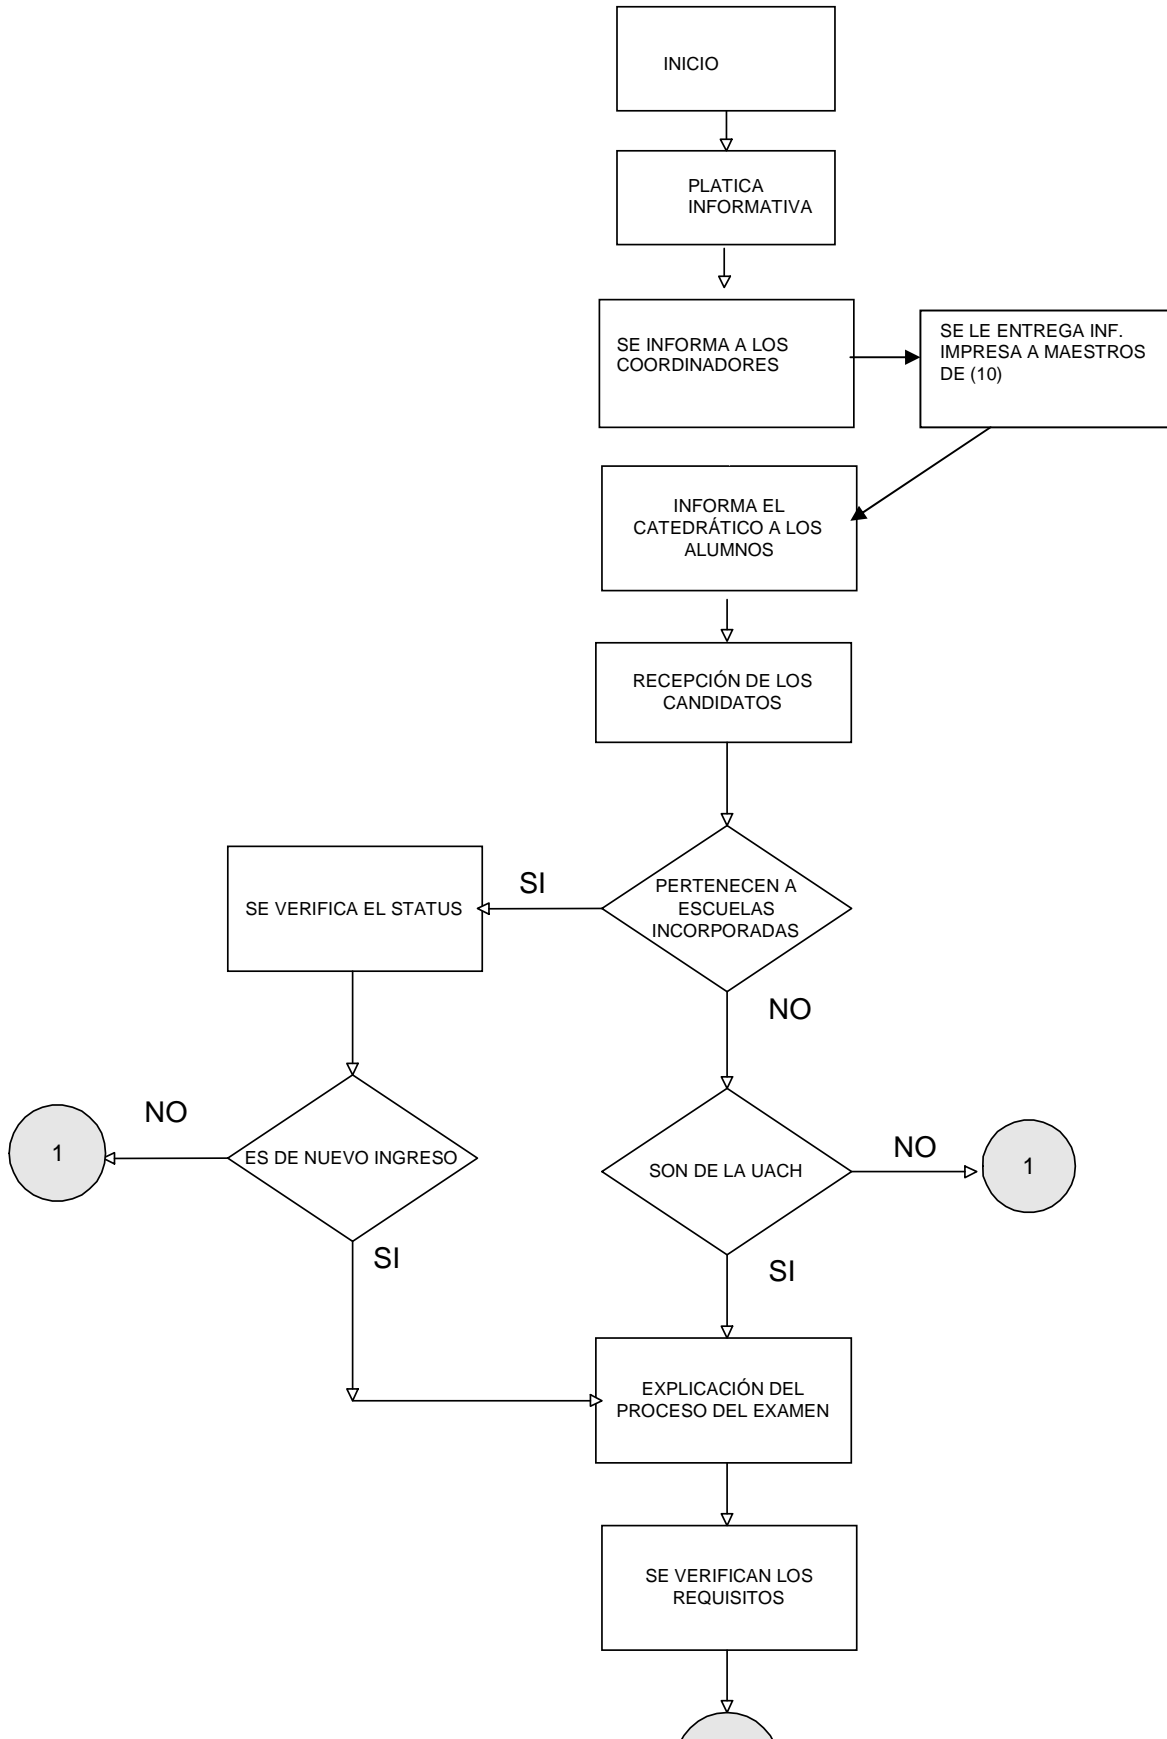 INICIO
PLATICA
INFORMATIVA
SE INFORMA A LOS
COORDINADORES
SE LE ENTREGA INF.
IMPRESA A MAESTROS
DE (10)
INFORMA EL
CATEDRÁTICO A LOS
ALUMNOS
RECEPCIÓN DE LOS
CANDIDATOS
PERTENECEN A
ESCUELAS
INCORPORADAS
SI
SE VERIFICA EL STATUS
NO
ES DE NUEVO INGRESO
NO
1
SI
SON DE LA UACH
NO
1
SI
EXPLICACIÓN DEL
PROCESO DEL EXAMEN
SE VERIFICAN LOS
REQUISITOS